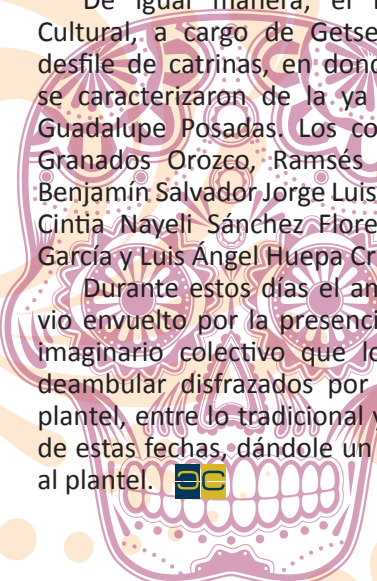 De igual manera, el
Cultural, a cargo de Getse
desfile de catrinas, en dond
se caracterizaron de la ya
Guadalupe Posadas. Los co
Granados Orozco, Ramsés
Benjamín Salvador Jorge Luis
Cintia Nayeli Sánchez Flore
García y Luis Ángel Huepa Cr
Durante estos días el am
vio envuelto por la presenci
imaginario colectivo que lo
deambular disfrazados por
plantel, entre lo tradicional y
de estas fechas, dándole un
al plantel.